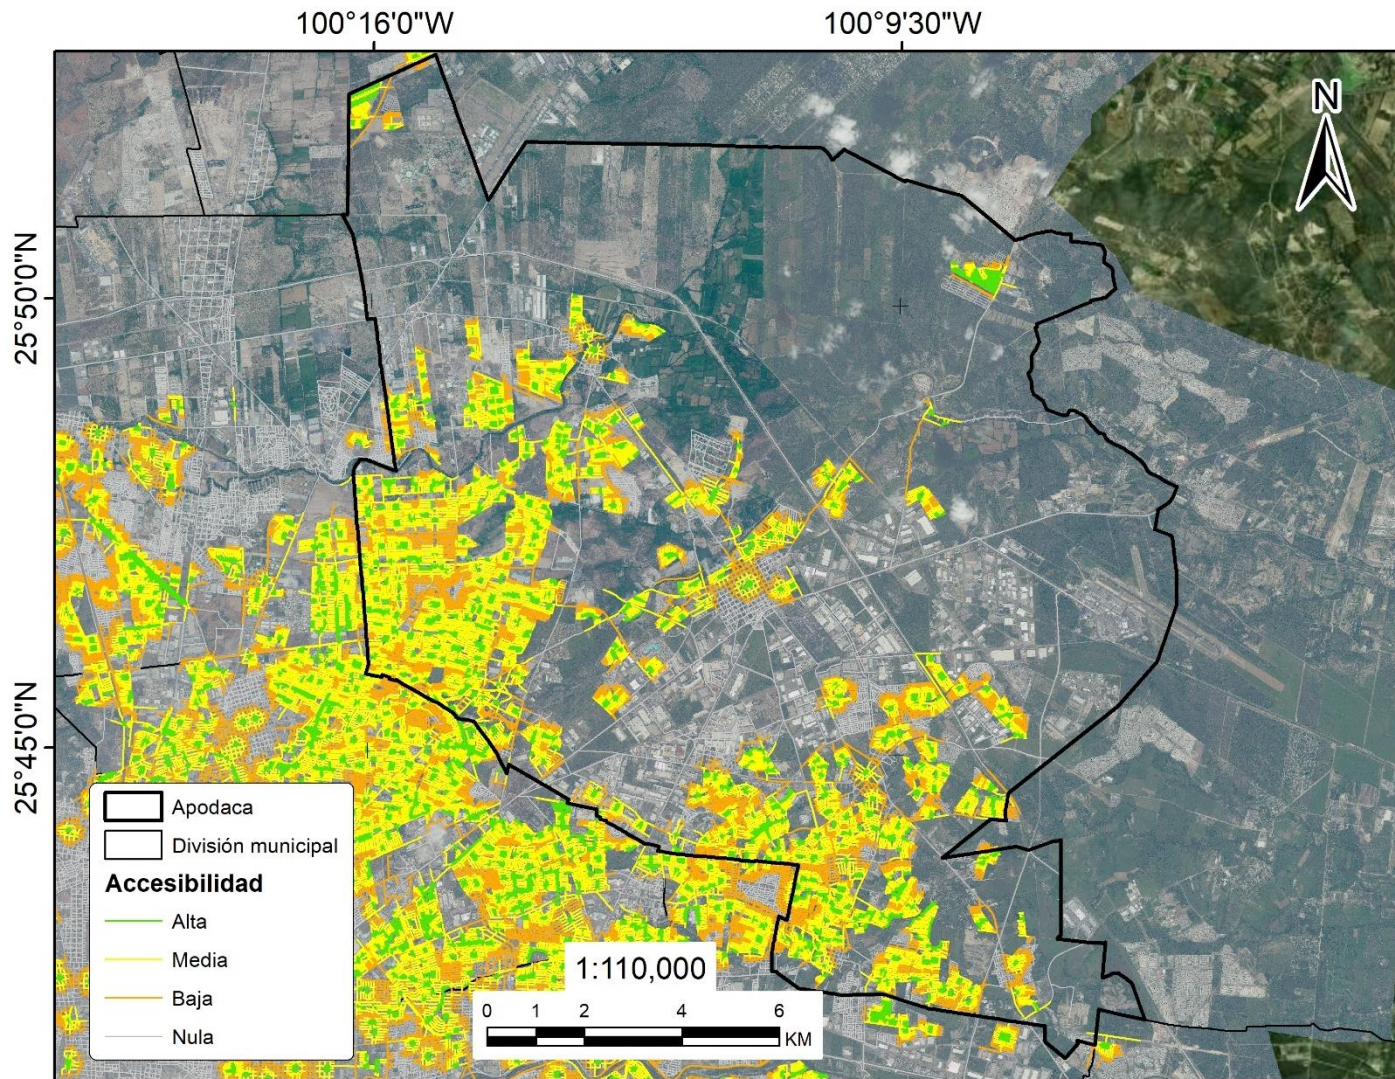 100°16'0"W
100°9'30"W
N
25°50'0"N
25°45'0"N
Apodaca
División municipal
Accesibilidad
Alta
Media
Baja
Nula
1:110,000
0 1 2 4 6
KM